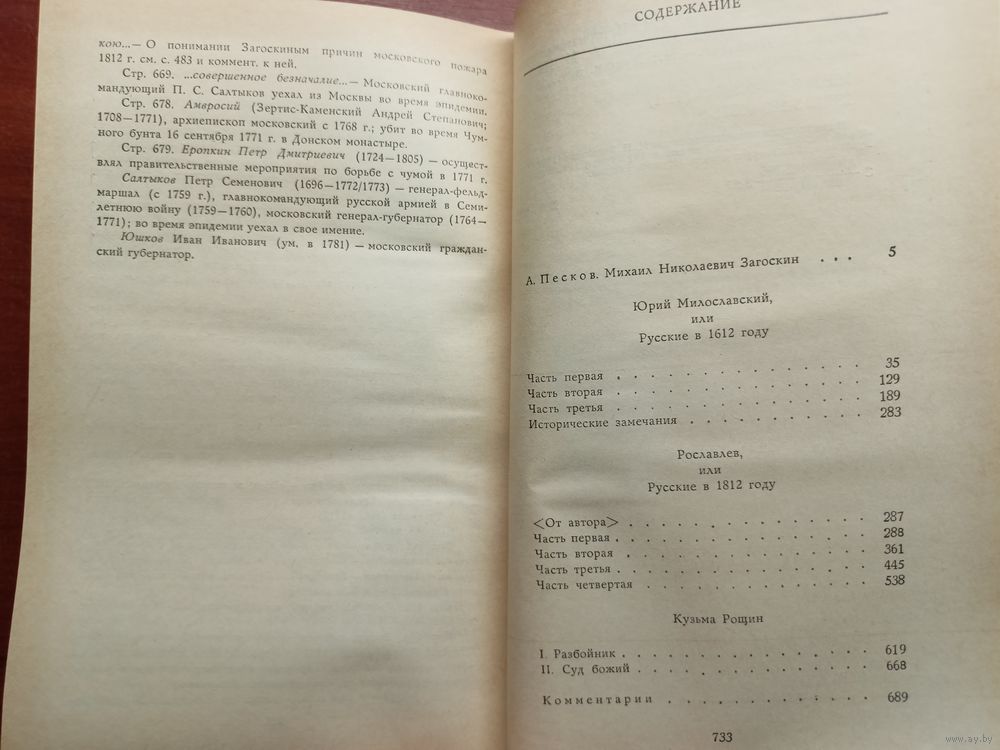 кою...— О понимании Загоскиным причин московского пожара
1812 г. см. с. 483 и коммент. к ней.
Стр. 669. ...совершенное безначалие...— Московский главноко-
мандующий П. С. Салтыков уехал из Москвы во время эпидемии.
Стр. 678. Амвросий (Зертис-Каменский Андрей Степанович;
1708—1771), архиепископ московский с 1768 г.; убит во время Чум-
ного бунта 16 сентября 1771 г. в Донском монастыре.
Стр. 679. Еропкин Петр Дмитриевич (1724—1805) — осущест-
влял правительственные мероприятия по борьбе с чумой в 1771 г.
Салтыков Петр Семенович (1696—1772/1773) — генерал-фельд-
маршал (с 1759 г.), главнокомандующий русской армией в Семи-
летнюю войну (1759—1760), московский генерал-губернатор (1764—
1771); во время эпидемии уехал в свое имение.
Юшков Иван Иванович (ум. в 1781) — московский граждан-
ский губернатор.
СОДЕРЖАНИЕ
А. Песков. Михаил Николаевич Загоскин . . . 5
Юрий Милославский,
или
Русские в 1612 году
Часть первая . . . . . . . . . . . . . . . 35
Часть вторая . . . . . . . . . . . . . . . 129
Часть третья . . . . . . . . . . . . . . . 189
Исторические замечания . . . . . . . . . . 283
Рославлев,
или
Русские в 1812 году
<От автора> . . . . . . . . . . . . . . . 287
Часть первая . . . . . . . . . . . . . . . 288
Часть вторая . . . . . . . . . . . . . . . 361
Часть третья . . . . . . . . . . . . . . . 445
Часть четвертая . . . . . . . . . . . . . 538
Кузьма Рощин
I. Разбойник . . . . . . . . . . . . . . . 619
II. Суд божий . . . . . . . . . . . . . . 668
Комментарии . . . . . . . . . . . . . 689
733
www.ay.by